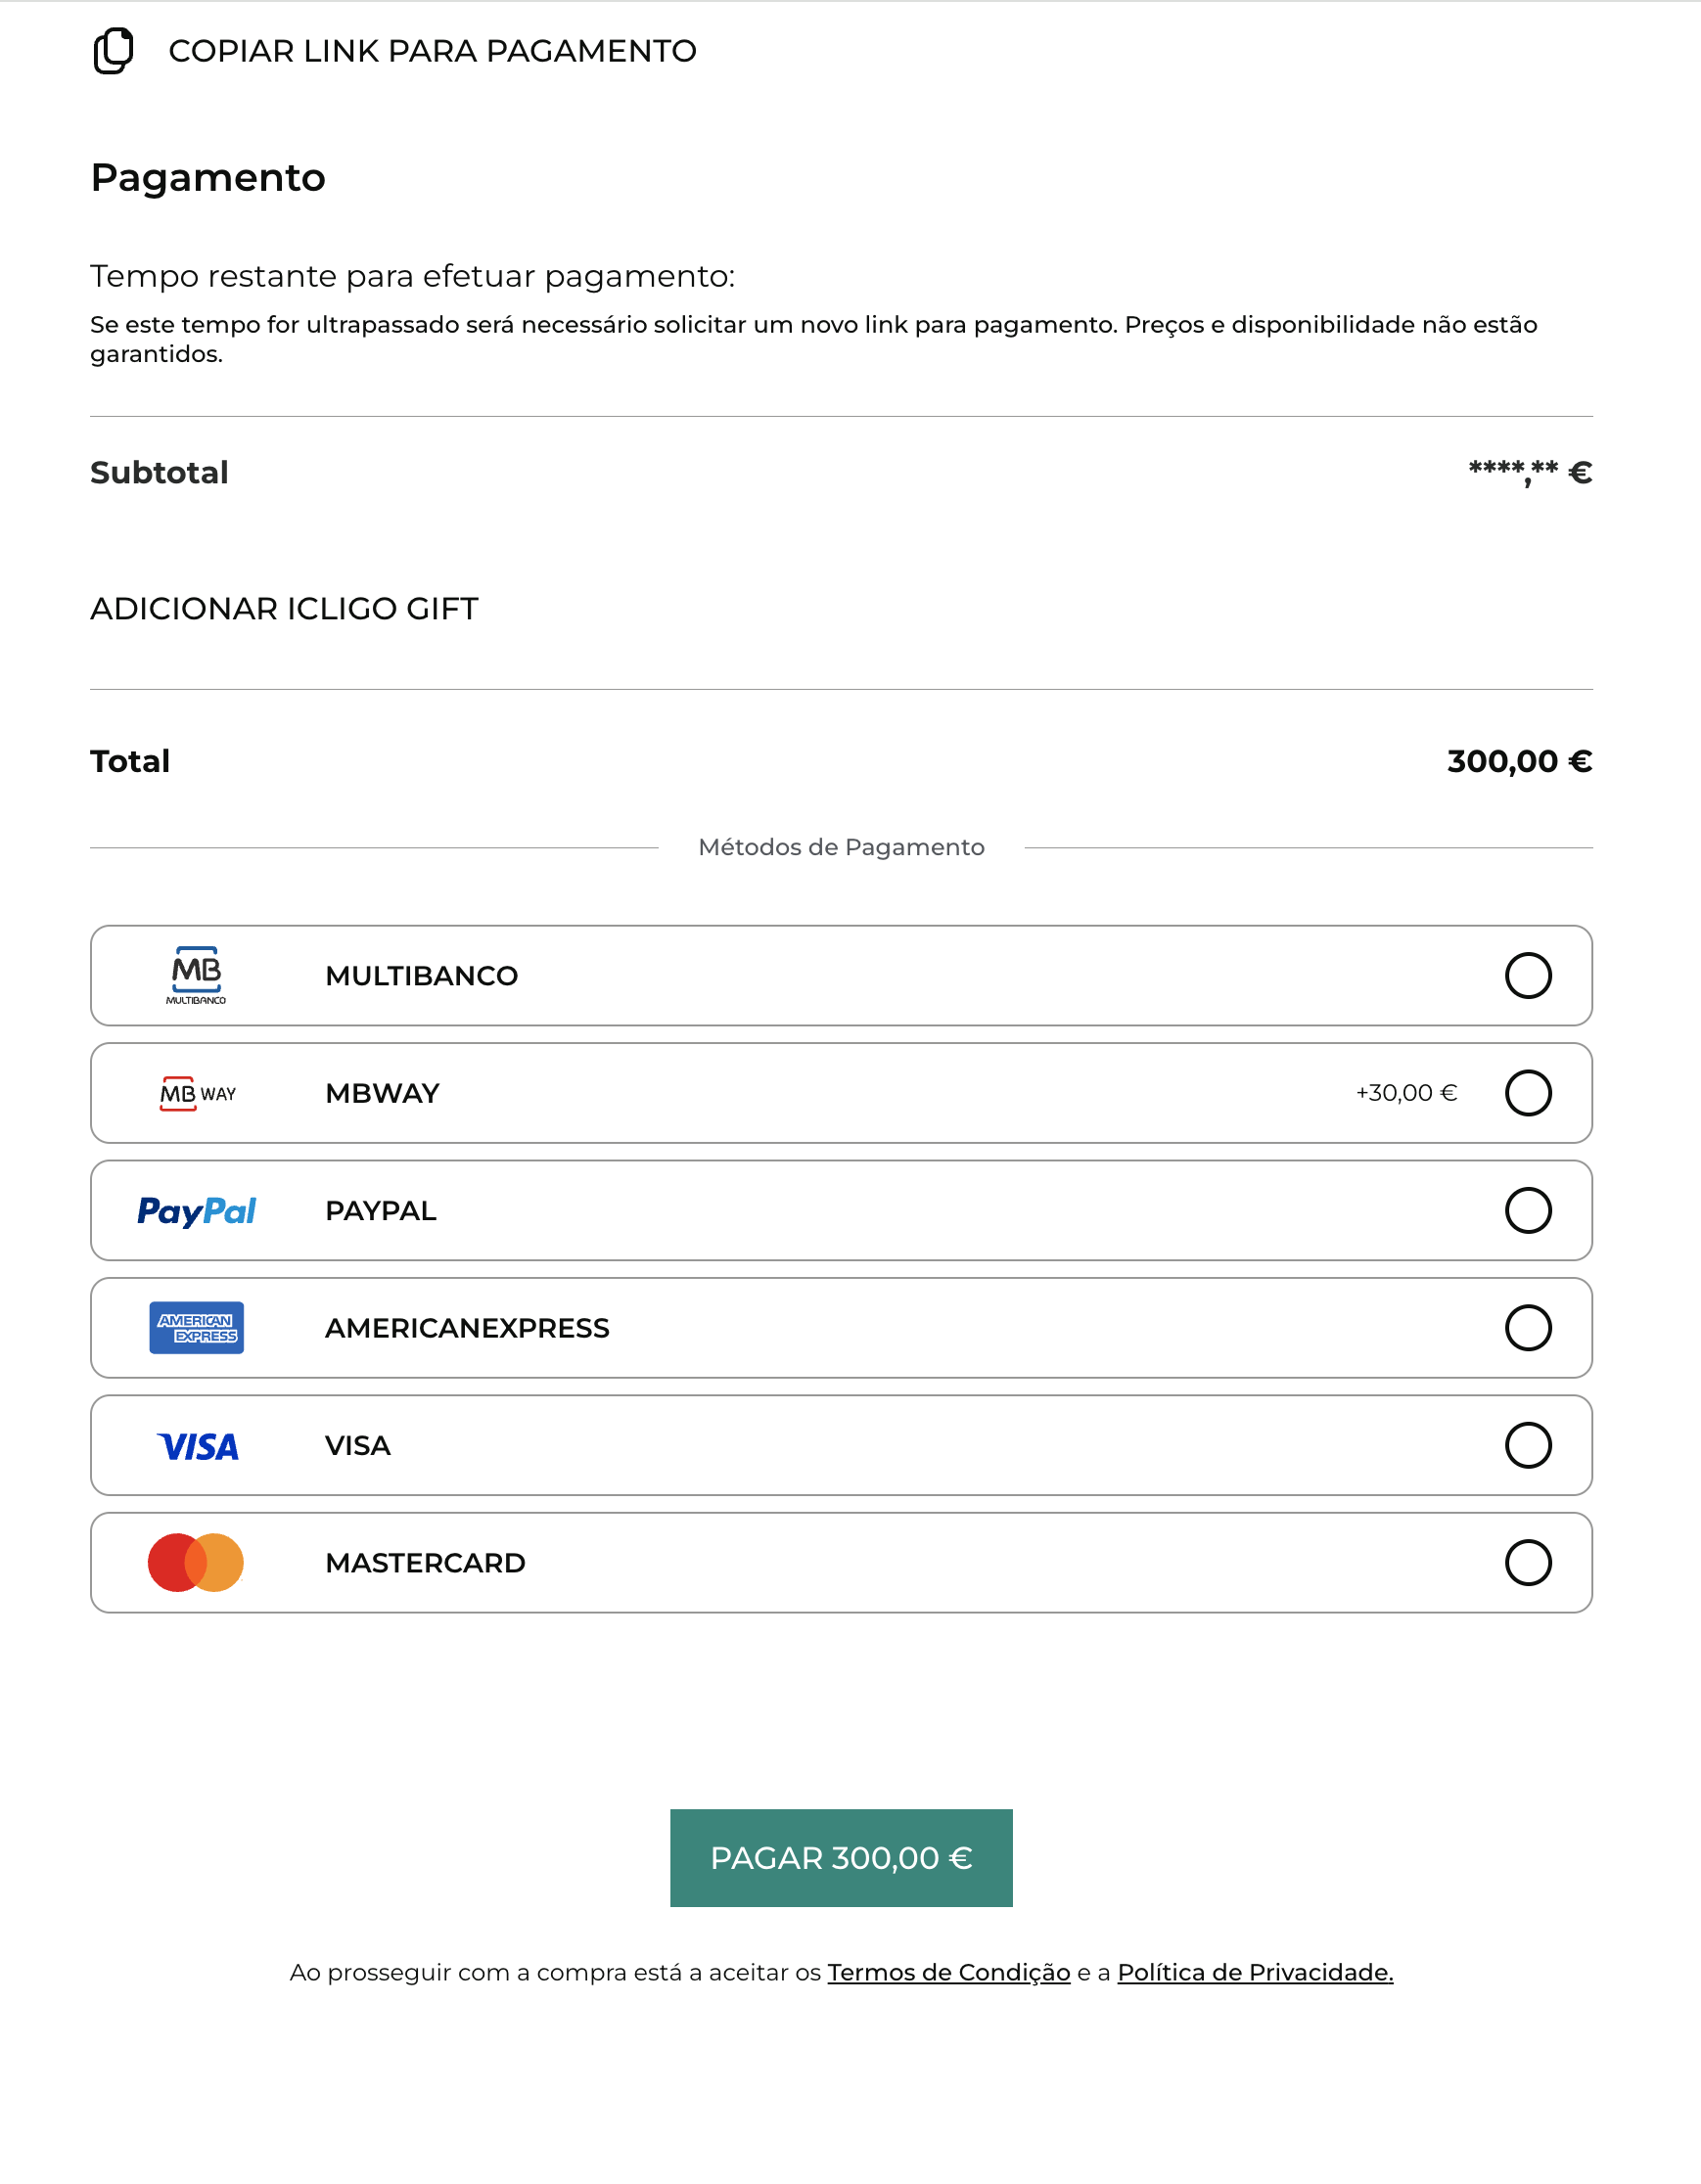 COPIAR LINK PARA PAGAMENTO
Pagamento
Tempo restante para efetuar pagamento:
Se este tempo for ultrapassado será necessário solicitar um novo link para pagamento. Preços e disponibilidade não estão
garantidos.
Subtotal ****,** €
ADICIONAR ICLIGO GIFT
Total 300,00 €
Métodos de Pagamento
MB
MULTIBANCO
MULTIBANCO
MB WAY MBWAY +30,00 €
PayPal PAYPAL
AMERICAN
EXPRESS
AMERICANEXPRESS
VISA VISA
MASTERCARD
PAGAR 300,00 €
Ao prosseguir com a compra está a aceitar os Termos de Condição e a Política de Privacidade.